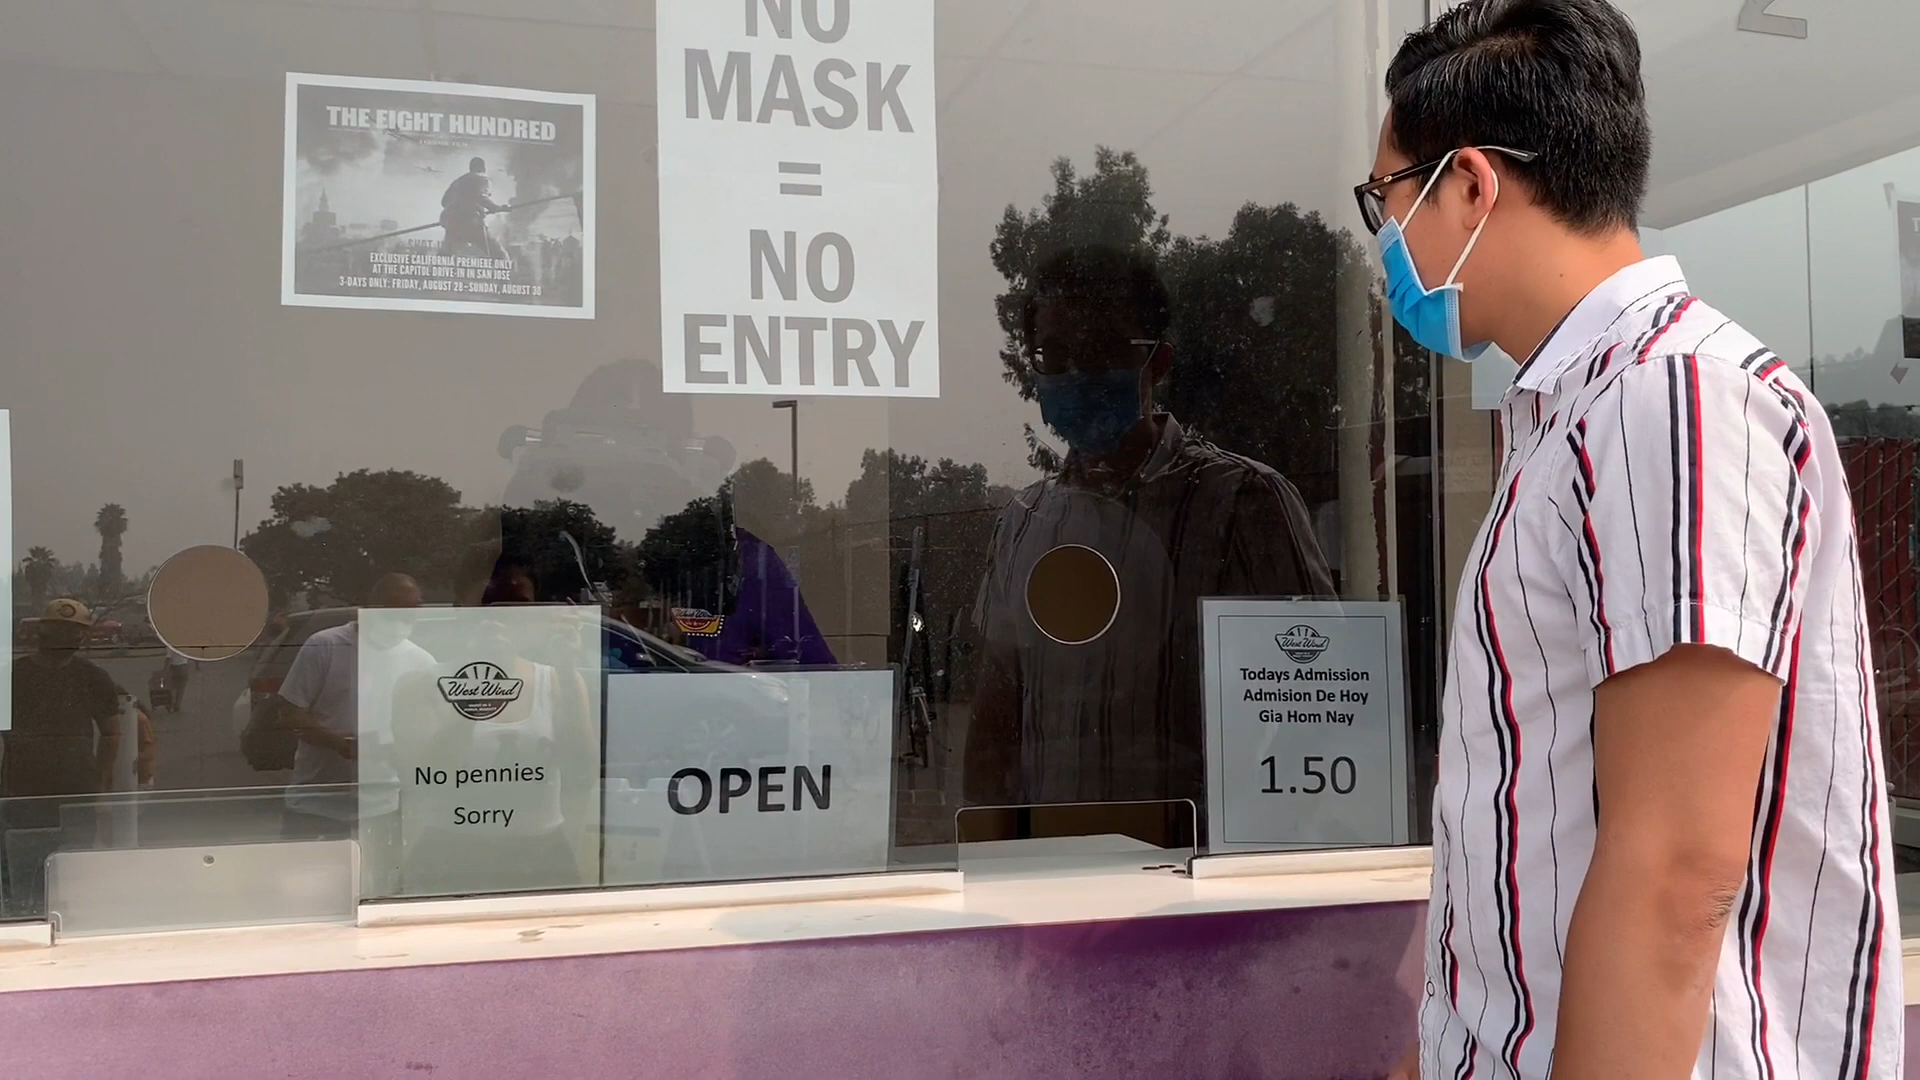 THE EIGHT HUNDRED
EXCLUSIVE CALIFORNIA PREMIERE ONLY
AT THE CAPITOL DRIVE-IN IN SAN JOSE
3-DAYS ONLY: FRIDAY, AUGUST 28-SUNDAY, AUGUST 30
NO
MASK
=
NO
ENTRY
West Wind
No pennies
Sorry
OPEN
West Wind
Todays Admission
Admision De Hoy
Gia Hom Nay
1.50